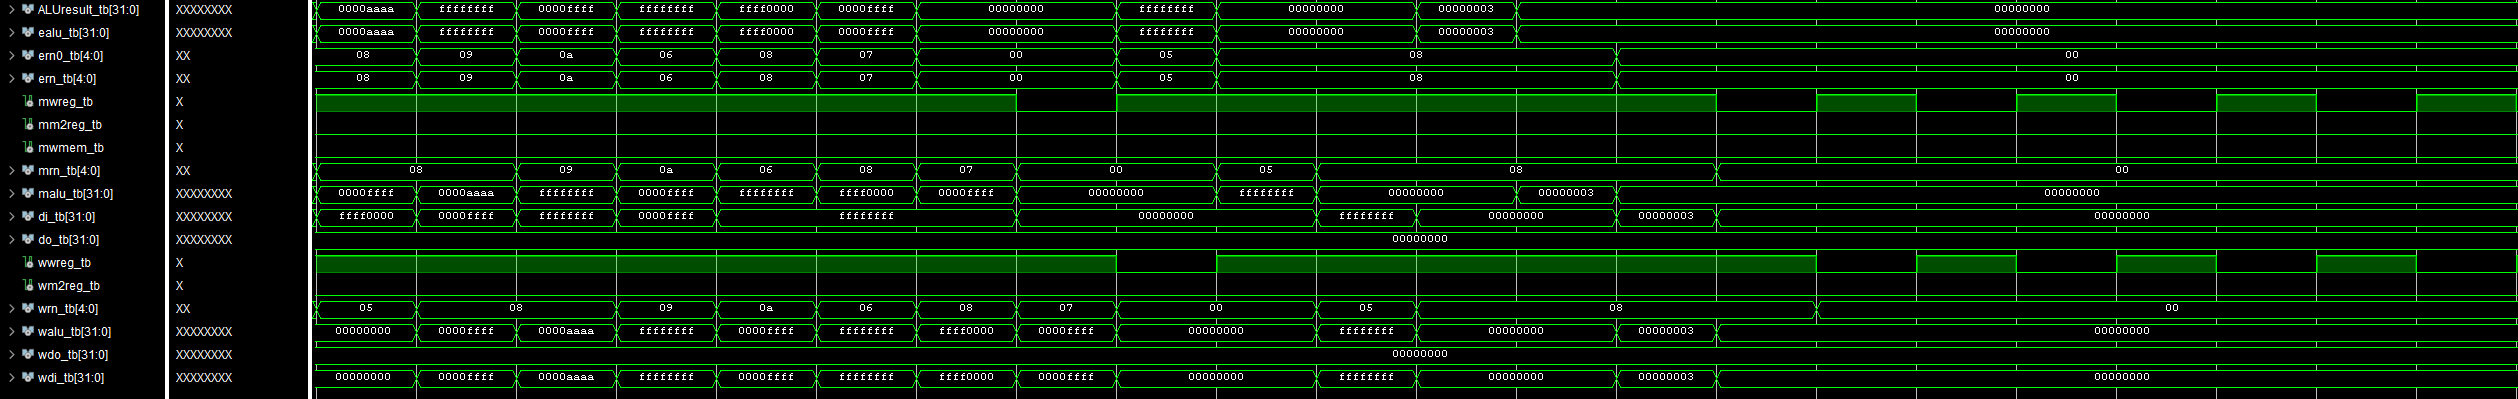 ALUresult_tb[31:0] XXXXXXXX 0000aaaa ffffffff 0000ffff ffffffff ffff0000 0000ffff 00000000 ffffffff 00000000 00000003 00000000
ealu_tb[31:0] XXXXXXXX 0000aaaa ffffffff 0000ffff ffffffff ffff0000 0000ffff 00000000 ffffffff 00000000 00000003 00000000
ern0_tb[4:0] XX 08 09 0a 06 08 07 00 05 08 00
ern_tb[4:0] XX 08 09 0a 06 08 07 00 05 08 00
mwreg_tb X
mm2reg_tb X
mwmem_tb X
mrn_tb[4:0] XX 08 09 0a 06 08 07 00 05 08 00
malu_tb[31:0] XXXXXXXX 0000ffff 0000aaaa ffffffff 0000ffff ffffffff ffff0000 0000ffff 00000000 ffffffff 00000000 00000003 00000000
di_tb[31:0] XXXXXXXX ffff0000 0000ffff ffffffff 0000ffff ffffffff 00000000 ffffffff 00000000 00000003 00000000
do_tb[31:0] XXXXXXXX 00000000
wwreg_tb X
wm2reg_tb X
wrn_tb[4:0] XX 05 08 09 0a 06 08 07 00 05 08 00
walu_tb[31:0] XXXXXXXX 00000000 0000ffff 0000aaaa ffffffff 0000ffff ffffffff ffff0000 0000ffff 00000000 ffffffff 00000000 00000003 00000000
wdo_tb[31:0] XXXXXXXX 00000000
wdi_tb[31:0] XXXXXXXX 00000000 0000ffff 0000aaaa ffffffff 0000ffff ffffffff ffff0000 0000ffff 00000000 ffffffff 00000000 00000003 00000000